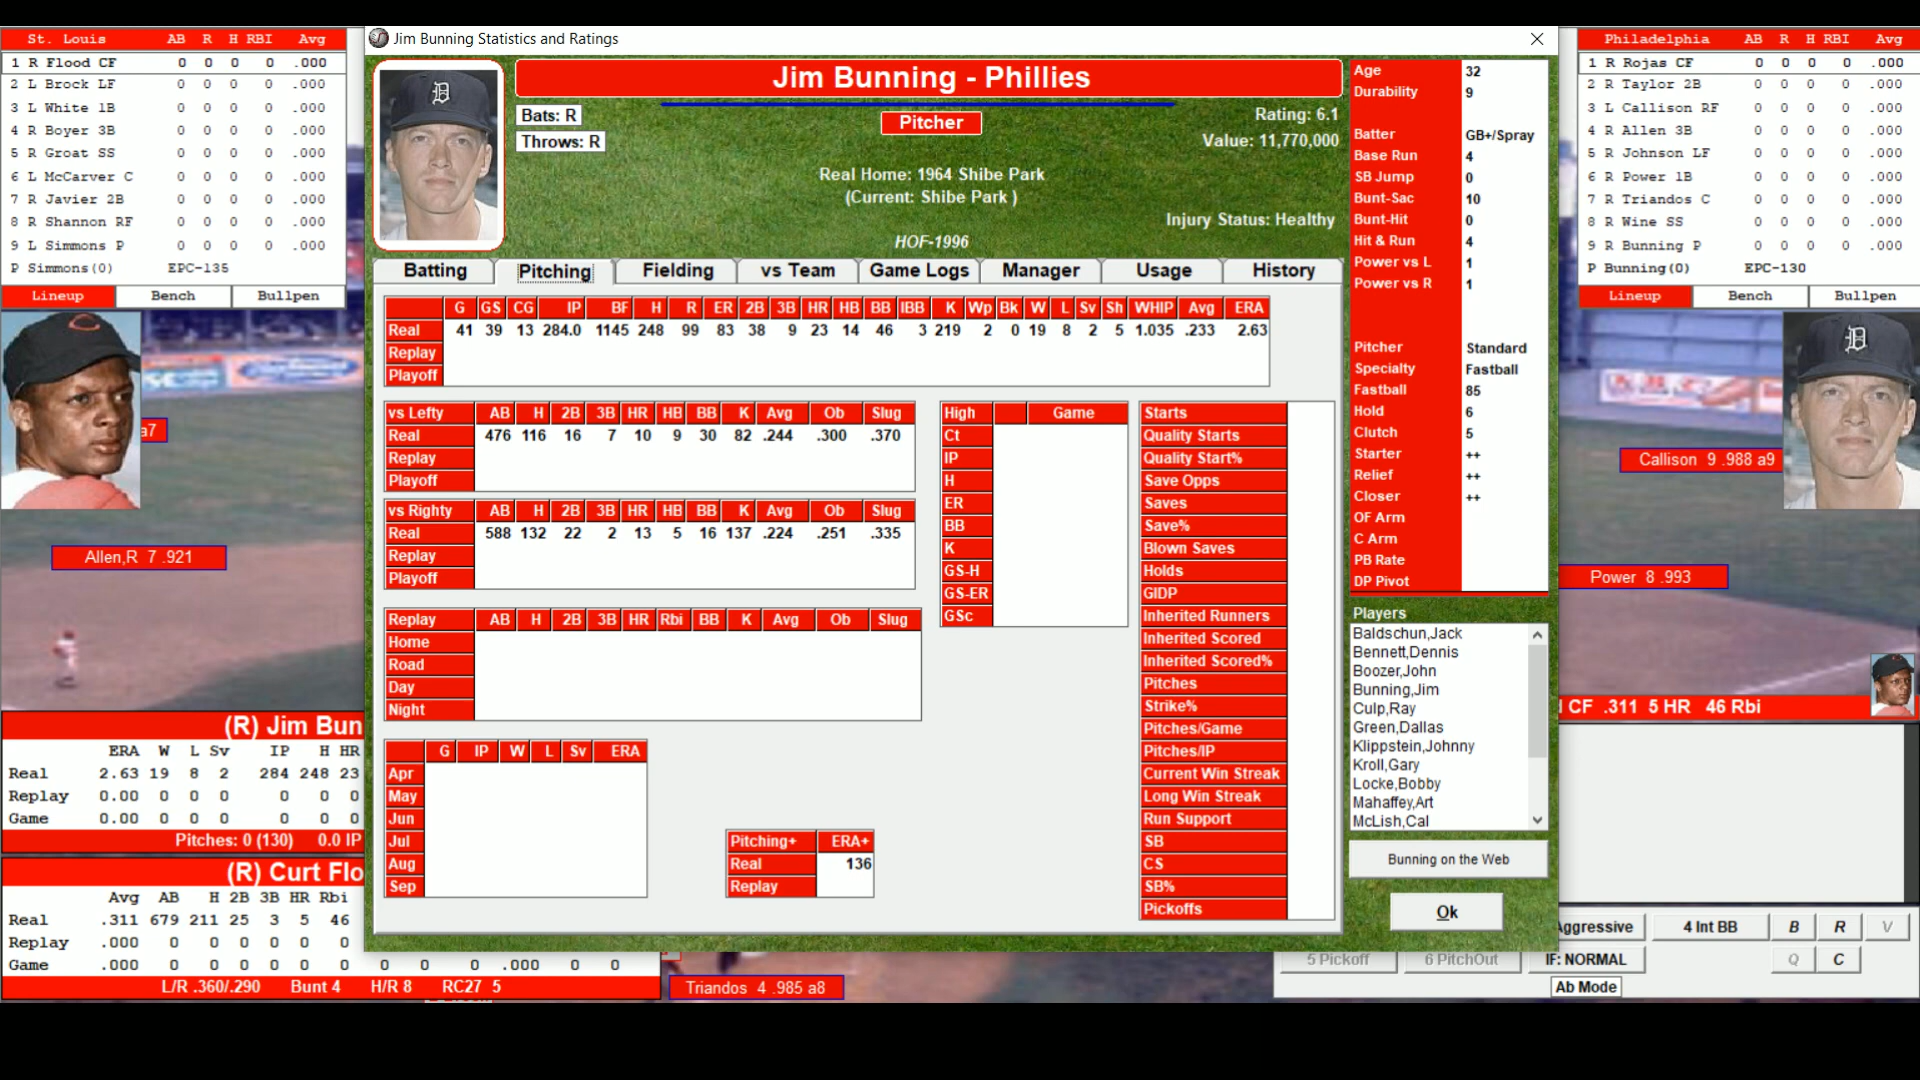 St. Louis AB R H RBI Avg
1 R Flood CF 0 0 0 0 .000
2 L Brock LF 0 0 0 0 .000
3 L White 1B 0 0 0 0 .000
4 R Boyer 3B 0 0 0 0 .000
5 R Groat SS 0 0 0 0 .000
6 L McCarver C 0 0 0 0 .000
7 R Javier 2B 0 0 0 0 .000
8 R Shannon RF 0 0 0 0 .000
9 L Simmons P 0 0 0 0 .000
P Simmons(0) EPC-135
Lineup Bench Bullpen
a7
Allen,R 7 .921
(R) Jim Bun
ERA W L Sv IP H HR
Real 2.63 19 8 2 284 248 23
Replay 0.00 0 0 0 0 0 0
Game 0.00 0 0 0 0 0 0
Pitches: 0 (130) 0.0 IP
(R) Curt Flo
Avg AB H 2B 3B HR Rbi
Real .311 679 211 25 3 5 46
Replay .000 0 0 0 0 0 0
Game .000 0 0 0 0 0 0 0 0 0 .000 0 0
L/R .360/.290 Bunt 4 H/R 8 RC27 5
Jim Bunning Statistics and Ratings
D
Jim Bunning - Phillies
Bats: R
Throws: R
Pitcher
Rating: 6.1
Value: 11,770,000
Real Home: 1964 Shibe Park
(Current: Shibe Park )
Injury Status: Healthy
HOF-1996
Batting Pitching Fielding vs Team Game Logs Manager Usage History
G GS CG IP BF H R ER 2B 3B HR HB BB IBB K Wp Bk W L Sv Sh WHIP Avg ERA
Real 41 39 13 284.0 1145 248 99 83 38 9 23 14 46 3 219 2 0 19 8 2 5 1.035 .233 2.63
Replay
Playoff
vs Lefty AB H 2B 3B HR HB BB K Avg Ob Slug
Real 476 116 16 7 10 9 30 82 .244 .300 .370
Replay
Playoff
vs Righty AB H 2B 3B HR HB BB K Avg Ob Slug
Real 588 132 22 2 13 5 16 137 .224 .251 .335
Replay
Playoff
Replay AB H 2B 3B HR Rbi BB K Avg Ob Slug
Home
Road
Day
Night
G IP W L Sv ERA
Apr
May
Jun
Jul
Aug
Sep
Pitching+ ERA+
Real 136
Replay
High Game
Ct
IP
H
ER
BB
K
GS-H
GS-ER
GSc
Starts
Quality Starts
Quality Start%
Save Opps
Saves
Save%
Blown Saves
Holds
GIDP
Inherited Runners
Inherited Scored
Inherited Scored%
Pitches
Strike%
Pitches/Game
Pitches/IP
Current Win Streak
Long Win Streak
Run Support
SB
CS
SB%
Pickoffs
Age 32
Durability 9
Batter GB+/Spray
Base Run 4
SB Jump 0
Bunt-Sac 10
Bunt-Hit 0
Hit & Run 4
Power vs L 1
Power vs R 1
Pitcher Standard
Specialty Fastball
Fastball 85
Hold 6
Clutch 5
Starter ++
Relief ++
Closer ++
OF Arm
C Arm
PB Rate
DP Pivot
Players
Baldschun,Jack
Bennett,Dennis
Boozer,John
Bunning,Jim
Culp,Ray
Green,Dallas
Klippstein,Johnny
Kroll,Gary
Locke,Bobby
Mahaffey,Art
McLish,Cal
Bunning on the Web
Ok
Philadelphia AB R H RBI Avg
1 R Rojas CF 0 0 0 0 .000
2 R Taylor 2B 0 0 0 0 .000
3 L Callison RF 0 0 0 0 .000
4 R Allen 3B 0 0 0 0 .000
5 R Johnson LF 0 0 0 0 .000
6 R Power 1B 0 0 0 0 .000
7 R Triandos C 0 0 0 0 .000
8 R Wine SS 0 0 0 0 .000
9 R Bunning P 0 0 0 0 .000
P Bunning(0) EPC-130
Lineup Bench Bullpen
D
Callison 9 .988 a9
Power 8 .993
CF .311 5 HR 46 Rbi
Triandos 4 .985 a8
Aggressive 4 Int BB B R V
5 Pickoff 6 PitchOut IF: NORMAL Q C
Ab Mode